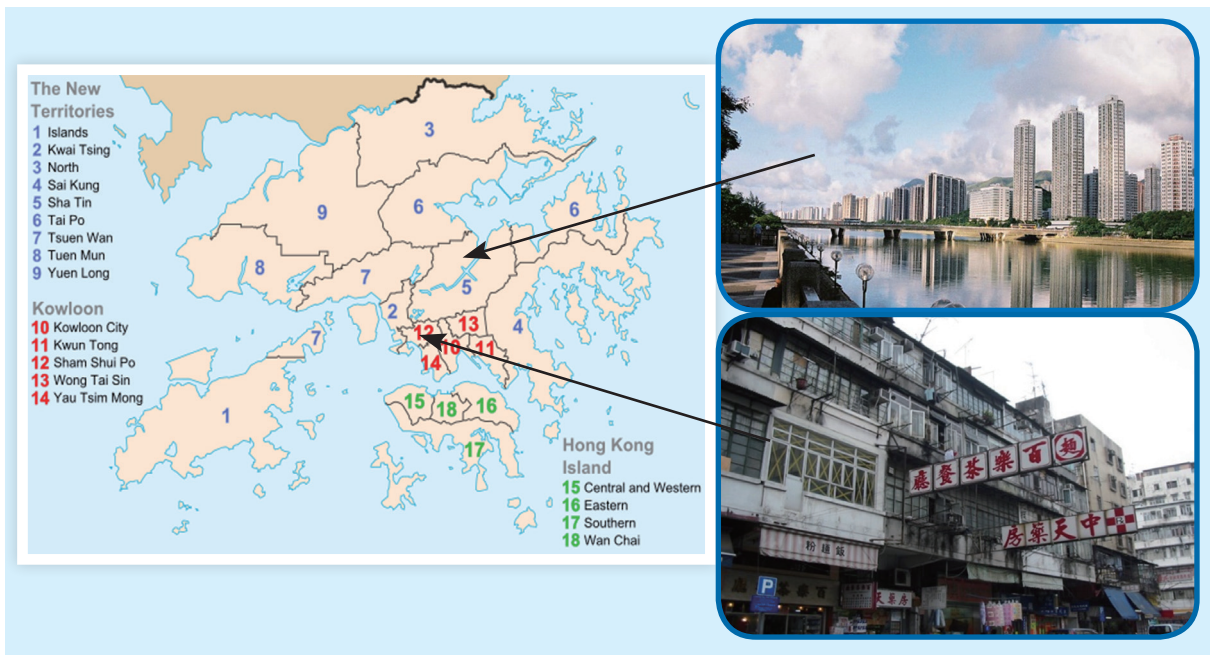 The New
Territories
1 Islands
2 Kwai Tsing
3 North
4 Sai Kung
5 Sha Tin
6 Tai Po
7 Tsuen Wan
8 Tuen Mun
9 Yuen Long
Kowloon
10 Kowloon City
11 Kwun Tong
12 Sham Shui Po
13 Wong Tai Sin
14 Yau Tsim Mong
3
9
6
6
8
7
5
2
4
7
12
13
10
11
14
1
15
18
16
17
Hong Kong
Island
15 Central and Western
16 Eastern
17 Southern
18 Wan Chai
麵百樂茶餐廳
中天藥房
粉麵飯
P